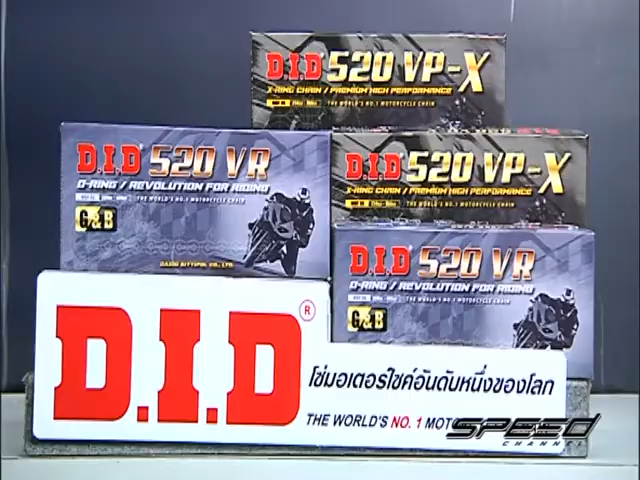 D.I.D 520 VP-X
X-RING CHAIN / PREMIUM HIGH PERFORMANCE
THE WORLD'S NO.1 MOTORCYCLE CHAIN
D.I.D 520 VR
O-RING / REVOLUTION FOR RIDING
THE WORLD'S NO.1 MOTORCYCLE CHAIN
G&B
DAIDO SITTIPOL CO., LTD.
D.I.D 520 VP-X
X-RING CHAIN / PREMIUM HIGH PERFORMANCE
THE WORLD'S NO.1 MOTORCYCLE CHAIN
D.I.D 520 VR
O-RING / REVOLUTION FOR RIDING
THE WORLD'S NO.1 MOTORCYCLE CHAIN
G&B
D.I.D ®
โซ่มอเตอร์ไซค์อันดับหนึ่งของโลก
THE WORLD'S NO. 1 MOT
SPEED
CHANNEL